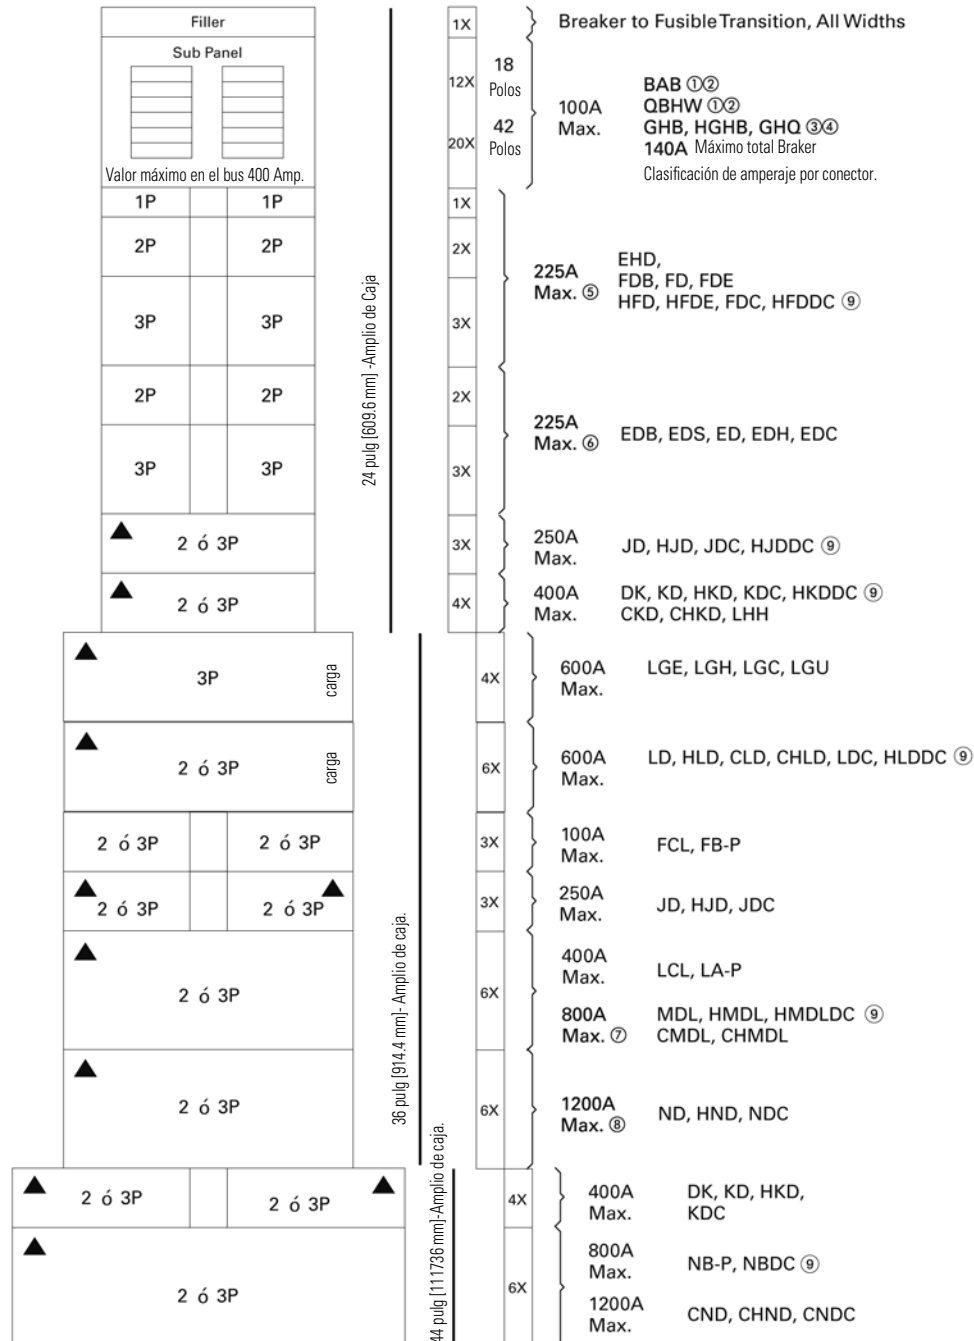 Filler
1X
Breaker to Fusible Transition, All Widths
Sub Panel
12X
18
Polos
20X
42
Polos
100A
Max.
BAB ①②
QBHW ①②
GHB, HGHB, GHQ ③④
140A Máximo total Braker
Clasificación de amperaje por conector.
Valor máximo en el bus 400 Amp.
1P
1P
1X
2P
2P
2X
3P
3P
3X
225A
Max. ⑤
EHD,
FDB, FD, FDE
HFD, HFDE, FDC, HFDDC ⑨
24 pulg [609.6 mm] -Amplio de Caja
2P
2P
2X
3P
3P
3X
225A
Max. ⑥
EDB, EDS, ED, EDH, EDC
2 ó 3P
3X
250A
Max.
JD, HJD, JDC, HJDDC ⑨
2 ó 3P
4X
400A
Max.
DK, KD, HKD, KDC, HKDDC ⑨
CKD, CHKD, LHH
3P
carga
4X
600A
Max.
LGE, LGH, LGC, LGU
2 ó 3P
carga
6X
600A
Max.
LD, HLD, CLD, CHLD, LDC, HLDDC ⑨
2 ó 3P
2 ó 3P
3X
100A
Max.
FCL, FB-P
2 ó 3P
2 ó 3P
3X
250A
Max.
JD, HJD, JDC
36 pulg [914.4 mm]- Amplio de caja.
2 ó 3P
6X
400A
Max.
LCL, LA-P
800A
Max. ⑦
MDL, HMDL, HMDLDC ⑨
CMDL, CHMDL
2 ó 3P
6X
1200A
Max. ⑧
ND, HND, NDC
44 pulg [111736 mm]-Amplio de caja.
2 ó 3P
2 ó 3P
4X
400A
Max.
DK, KD, HKD,
KDC
2 ó 3P
6X
800A
Max.
NB-P, NBDC ⑨
1200A
Max.
CND, CHND, CNDC